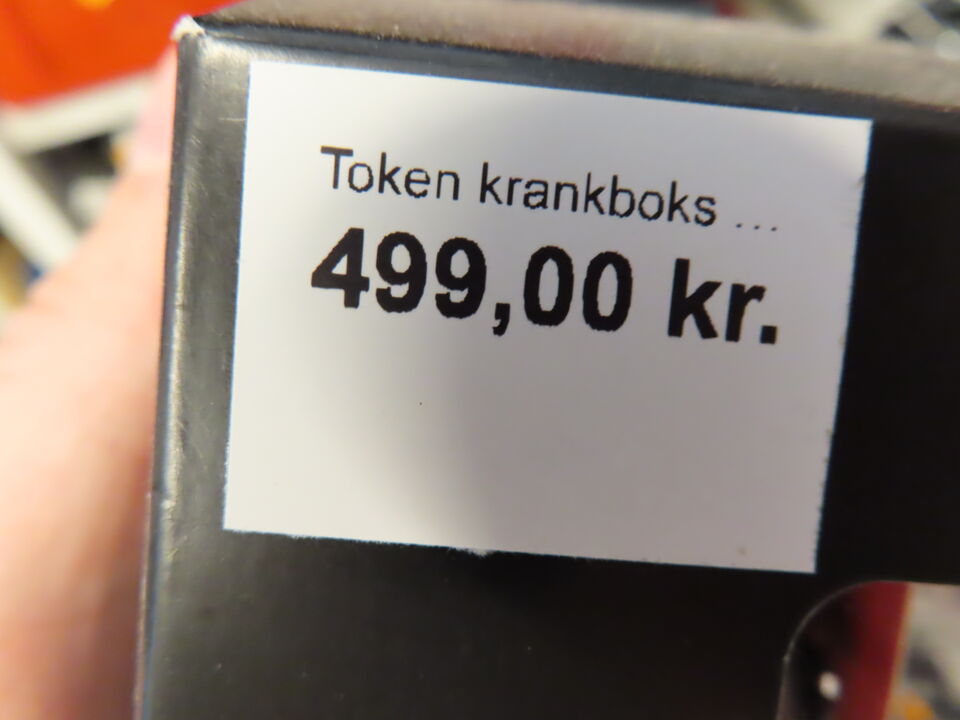 Token krankboks ...
499,00 kr.